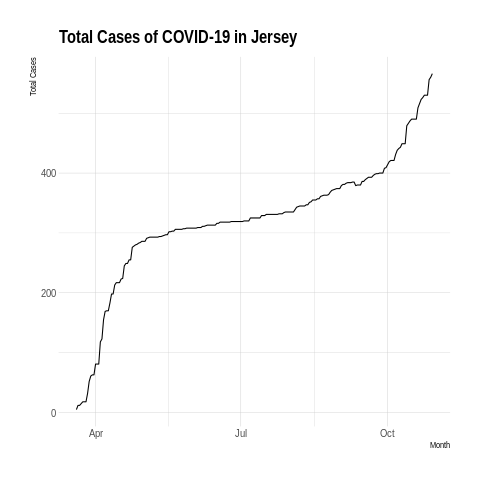 Total Cases of COVID-19 in Jersey
Total Cases
400
200
0
Apr
Jul
Oct
Month